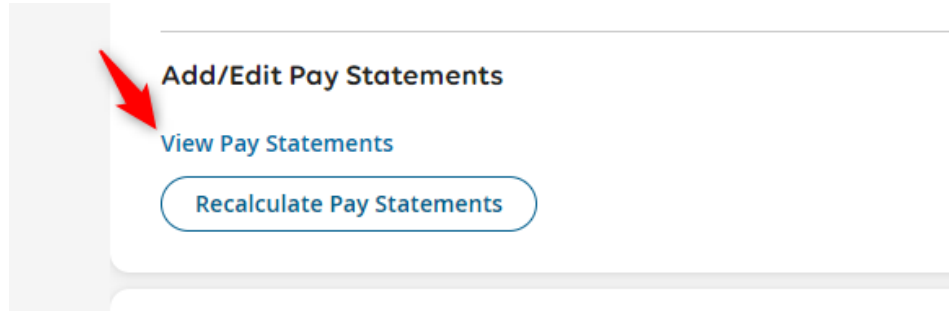 Add/Edit Pay Statements
View Pay Statements
Recalculate Pay Statements